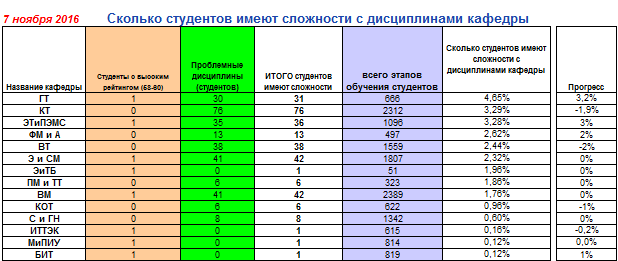 7 ноября 2016 Сколько студентов имеют сложности с дисциплинами кафедры
Название кафедры Студенты с высоким рейтингом (68-60) Проблемные дисциплины (студентов) ИТОГО студентов имеют сложности всего этапов обучения студентов Сколько студентов имеют сложности с дисциплинами кафедры Прогресс
ГТ 1 30 31 666 4,65% 3,2%
КТ 0 76 76 2312 3,29% -1,9%
ЭТиПЭМС 1 35 36 1096 3,28% 3%
ФМ и А 0 13 13 497 2,62% 2%
ВТ 0 38 38 1559 2,44% -2%
Э и СМ 1 41 42 1807 2,32% 0%
ЭиТБ 1 0 1 51 1,96% 0%
ПМ и ТТ 0 6 6 323 1,86% 0%
ВМ 1 41 42 2389 1,76% 0%
КОТ 0 6 6 622 0,96% -1%
С и ГН 0 8 8 1342 0,60% 0%
ИТТЭК 1 0 1 615 0,16% -0,2%
МиПИУ 1 0 1 814 0,12% 0,0%
БИТ 1 0 1 819 0,12% 1%